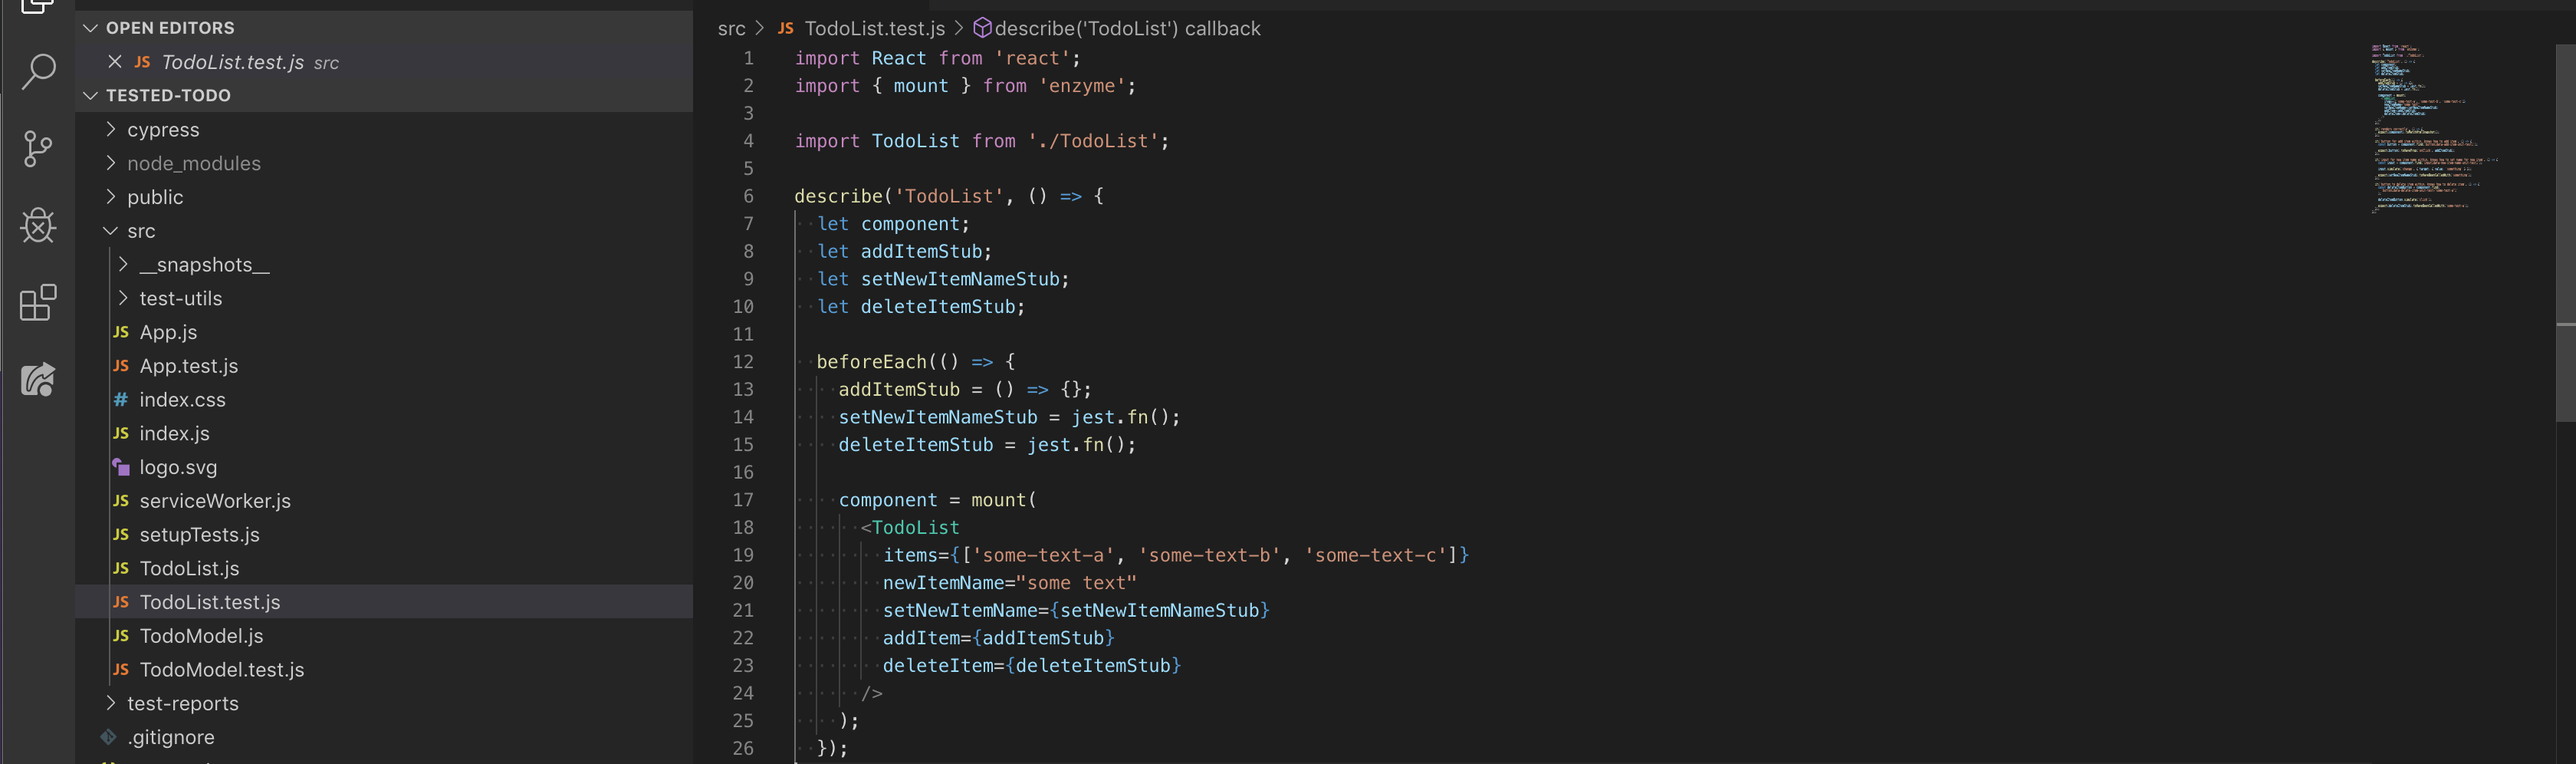 OPEN EDITORS
JS TodoList.test.js src
TESTED-TODO
cypress
node_modules
public
src
__snapshots__
test-utils
JS App.js
JS App.test.js
# index.css
JS index.js
logo.svg
JS serviceWorker.js
JS setupTests.js
JS TodoList.js
JS TodoList.test.js
JS TodoModel.js
JS TodoModel.test.js
test-reports
.gitignore
src > JS TodoList.test.js > describe('TodoList') callback
1 import React from 'react';
2 import { mount } from 'enzyme';
3
4 import TodoList from './TodoList';
5
6 describe('TodoList', () => {
7 let component;
8 let addItemStub;
9 let setNewItemNameStub;
10 let deleteItemStub;
11
12 beforeEach(() => {
13 addItemStub = () => {};
14 setNewItemNameStub = jest.fn();
15 deleteItemStub = jest.fn();
16
17 component = mount(
18 <TodoList
19 items={['some-text-a', 'some-text-b', 'some-text-c']}
20 newItemName="some text"
21 setNewItemName={setNewItemNameStub}
22 addItem={addItemStub}
23 deleteItem={deleteItemStub}
24 />
25 );
26 });